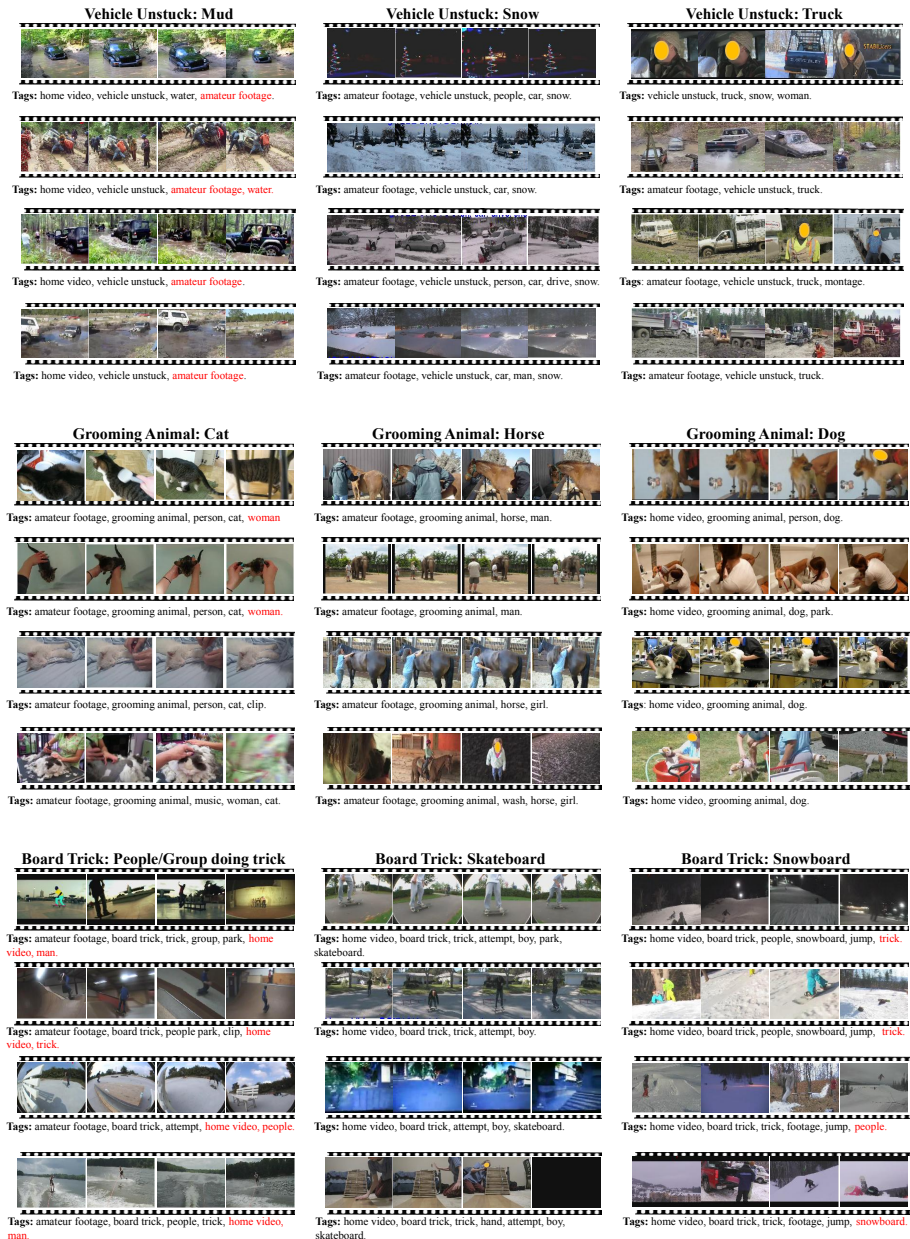 Vehicle Unstuck: Mud
Tags: home video, vehicle unstuck, water, amateur footage.
Tags: home video, vehicle unstuck, amateur footage, water.
Tags: home video, vehicle unstuck, amateur footage.
Tags: home video, vehicle unstuck, amateur footage.
Vehicle Unstuck: Snow
Tags: amateur footage, vehicle unstuck, people, car, snow.
Tags: amateur footage, vehicle unstuck, car, snow.
Tags: amateur footage, vehicle unstuck, person, car, drive, snow.
Tags: amateur footage, vehicle unstuck, car, man, snow.
Vehicle Unstuck: Truck
Tags: vehicle unstuck, truck, snow, woman.
Tags: amateur footage, vehicle unstuck, truck.
Tags: amateur footage, vehicle unstuck, truck, montage.
Tags: amateur footage, vehicle unstuck, truck.
Grooming Animal: Cat
Tags: amateur footage, grooming animal, person, cat, woman
Tags: amateur footage, grooming animal, person, cat, woman.
Tags: amateur footage, grooming animal, person, cat, clip.
Tags: amateur footage, grooming animal, music, woman, cat.
Grooming Animal: Horse
Tags: amateur footage, grooming animal, horse, man.
Tags: amateur footage, grooming animal, man.
Tags: amateur footage, grooming animal, horse, girl.
Tags: amateur footage, grooming animal, wash, horse, girl.
Grooming Animal: Dog
Tags: home video, grooming animal, person, dog.
Tags: home video, grooming animal, dog, park.
Tags: home video, grooming animal, dog.
Tags: home video, grooming animal, dog.
Board Trick: People/Group doing trick
Tags: amateur footage, board trick, trick, group, park, home
video, man.
Tags: amateur footage, board trick, people park, clip, home
video, trick.
Tags: amateur footage, board trick, attempt, home video, people.
Tags: amateur footage, board trick, people, trick, home video,
man.
Board Trick: Skateboard
Tags: home video, board trick, trick, attempt, boy, park,
skateboard.
Tags: home video, board trick, trick, attempt, boy.
Tags: home video, board trick, attempt, boy, skateboard.
Tags: home video, board trick, trick, hand, attempt, boy,
skateboard.
Board Trick: Snowboard
Tags: home video, board trick, people, snowboard, jump, trick.
Tags: home video, board trick, people, snowboard, jump, trick.
Tags: home video, board trick, trick, footage, jump, people.
Tags: home video, board trick, trick, footage, jump, snowboard.